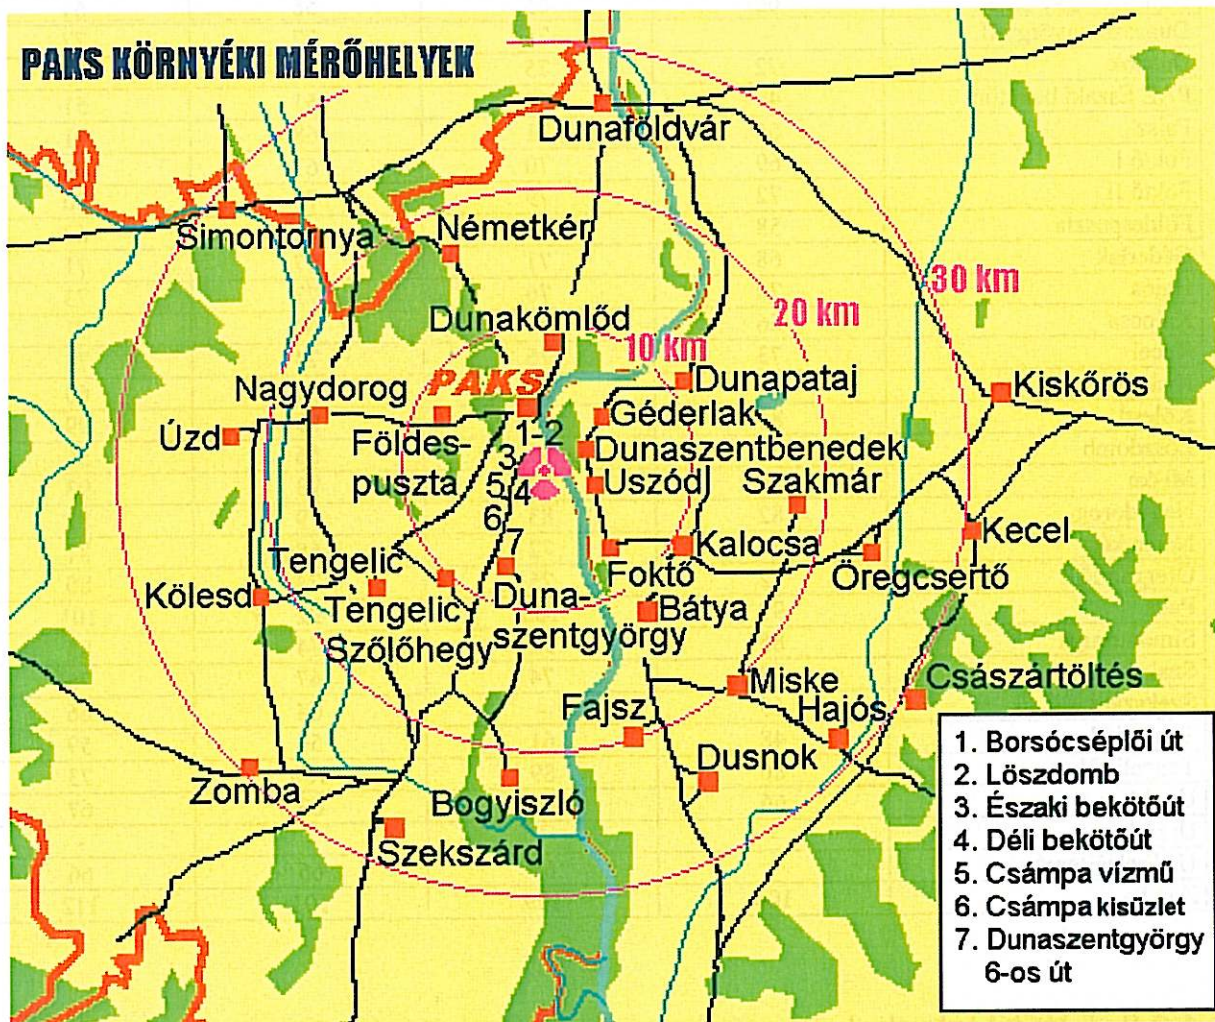 PAKS KÖRNYÉKI MÉRŐHELYEK
Dunaföldvár
Simontornya
Németkér
30 km
20 km
Dunakömlőd
10 km
Nagydorog
PAKS
Dunapataj
Kiskőrös
Géderlak
Úzd
Földes-
puszta
1-2
3
Dunaszentbenedek
5
4
Uszód
Szakmár
6
7
Kecel
Kalocsa
Foktő
Öregcsertő
Tengelic
Kölesd
Tengelic
Szőlőhegy
Duna-
szentgyörgy
Bátya
Miske
Császártöltés
Fajsz
Hajós
Dusnok
Zomba
Bogyiszló
Szekszárd
1. Borsócséplői út
2. Löszdomb
3. Északi bekötőút
4. Déli bekötőút
5. Csámpa vízmű
6. Csámpa kisüzlet
7. Dunaszentgyörgy
6-os út